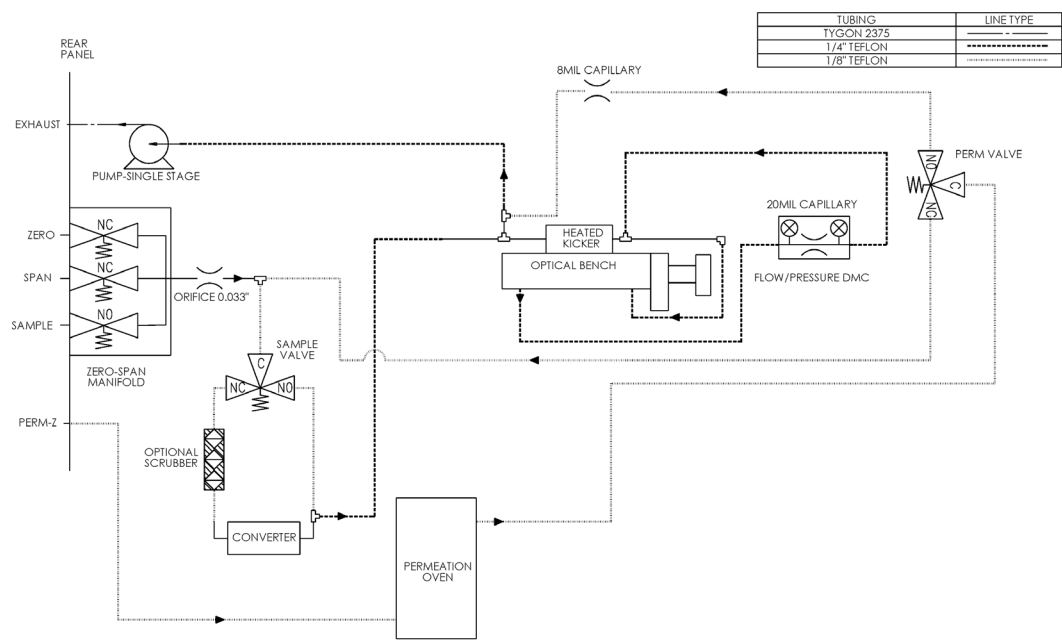 TUBING LINE TYPE
TYGON 2375
1/4" TEFLON
1/8" TEFLON
REAR
PANEL
8MIL CAPILLARY
EXHAUST
PUMP-SINGLE STAGE
NO
C
NC
PERM VALVE
20MIL CAPILLARY
FLOW/PRESSURE DMC
HEATED
KICKER
OPTICAL BENCH
ZERO
NC
SPAN
NC
SAMPLE
NO
ORIFICE 0.033"
ZERO-SPAN
MANIFOLD
SAMPLE
VALVE
C
NC
NO
PERM-Z
OPTIONAL
SCRUBBER
CONVERTER
PERMEATION
OVEN